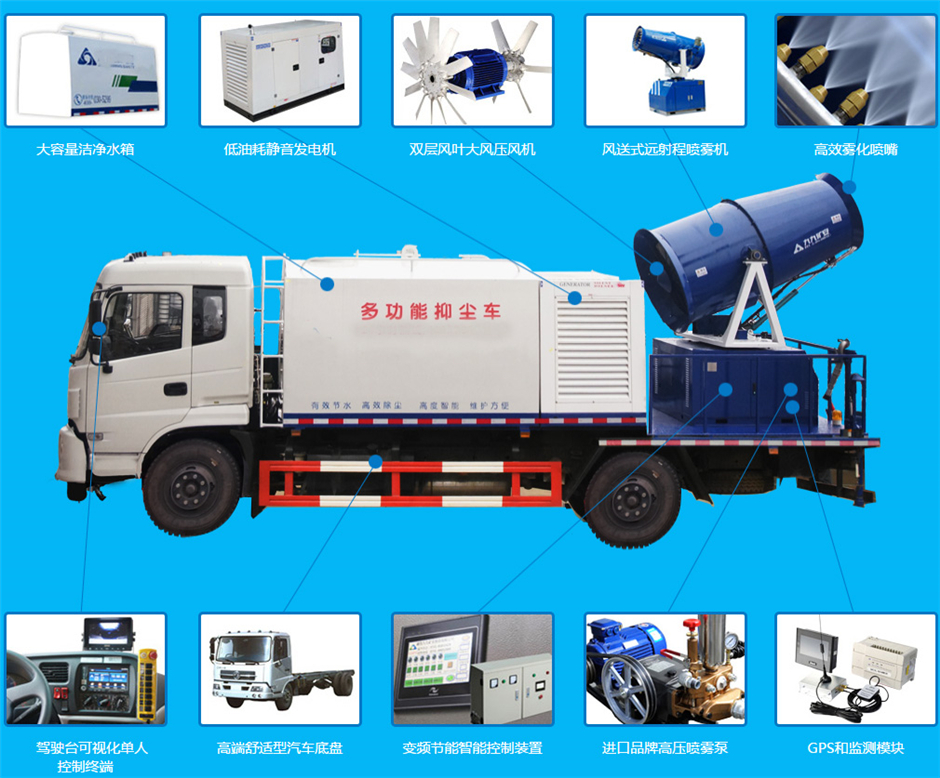 大容量洁净水箱
低油耗静音发电机
双层风叶大风压风机
风送式远射程喷雾机
高效雾化喷嘴
GENERATOR
多功能抑尘车
有效节水 高效除尘 高度智能 维护方便
驾驶台可视化单人
控制终端
高端舒适型汽车底盘
变频节能智能控制装置
进口品牌高压喷雾泵
GPS和监测模块